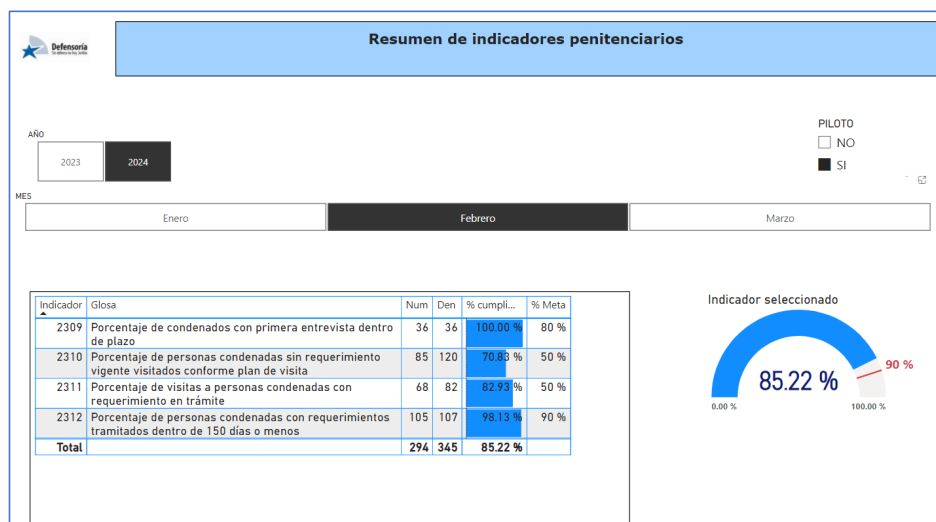 Resumen de indicadores penitenciarios
Defensoría
Sin defensa no hay Justicia
AÑO
2023
2024
PILOTO
NO
SI
MES
Enero
Febrero
Marzo
Indicador Glosa Num Den % cumpli... % Meta
2309 Porcentaje de condenados con primera entrevista dentro de plazo 36 36 100.00 % 80 %
2310 Porcentaje de personas condenadas sin requerimiento vigente visitados conforme plan de visita 85 120 70.83 % 50 %
2311 Porcentaje de visitas a personas condenadas con requerimiento en trámite 68 82 82.93 % 50 %
2312 Porcentaje de personas condenadas con requerimientos tramitados dentro de 150 días o menos 105 107 98.13 % 90 %
Total 294 345 85.22 %
Indicador seleccionado
90 %
85.22 %
0.00 %
100.00 %